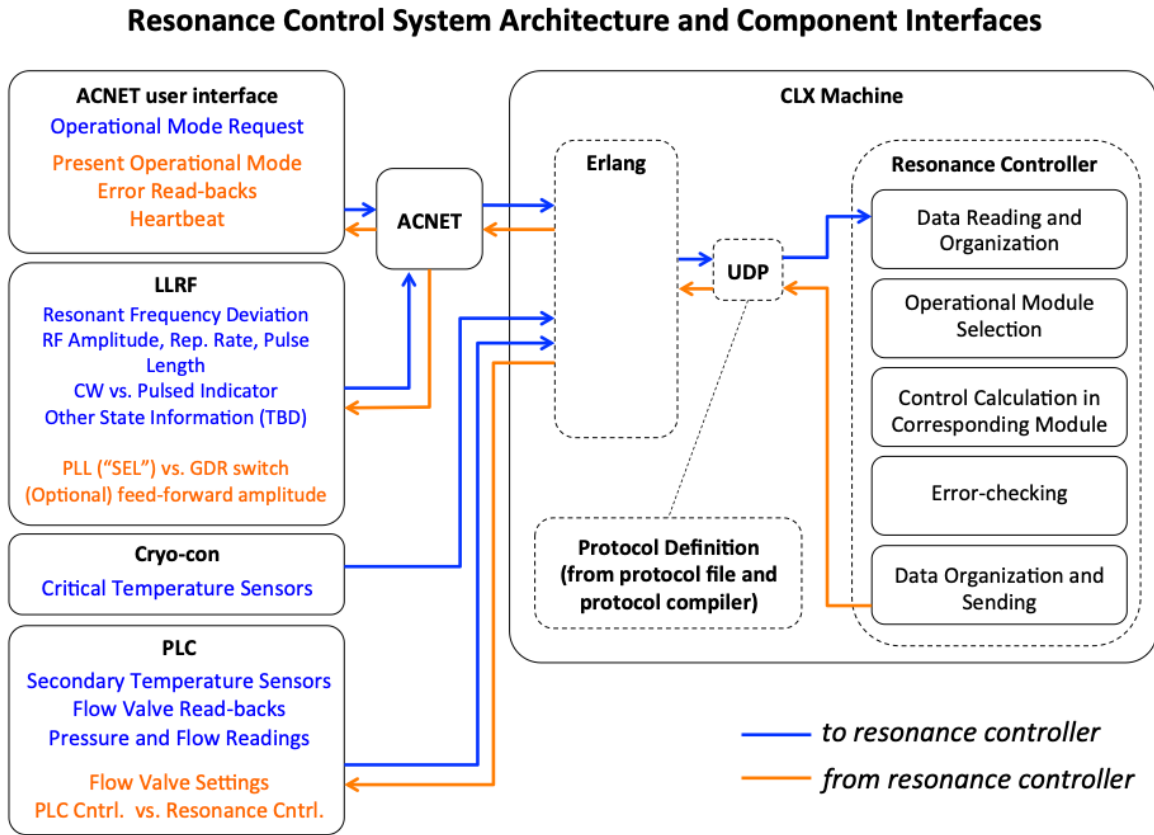 Resonance Control System Architecture and Component Interfaces
ACNET user interface
Operational Mode Request
Present Operational Mode
Error Read-backs
Heartbeat
LLRF
Resonant Frequency Deviation
RF Amplitude, Rep. Rate, Pulse
Length
CW vs. Pulsed Indicator
Other State Information (TBD)
PLL (“SEL”) vs. GDR switch
(Optional) feed-forward amplitude
Cryo-con
Critical Temperature Sensors
PLC
Secondary Temperature Sensors
Flow Valve Read-backs
Pressure and Flow Readings
Flow Valve Settings
PLC Cntrl.  vs. Resonance Cntrl.
ACNET
CLX Machine
Erlang
UDP
Protocol Definition
(from protocol file and
protocol compiler)
Resonance Controller
Data Reading and
Organization
Operational Module
Selection
Control Calculation in
Corresponding Module
Error-checking
Data Organization and
Sending
to resonance controller
from resonance controller